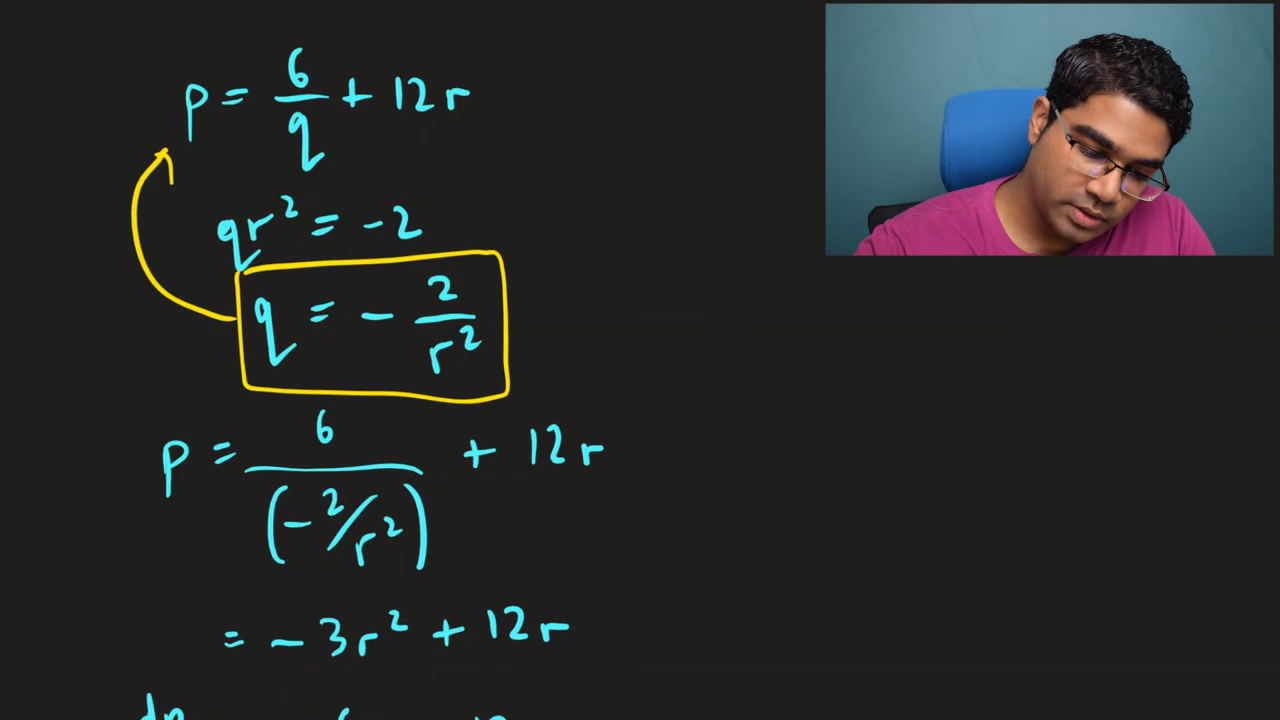 p = 6/q + 12r
qr² = -2
q = - 2/r²
p = 6/(-2/r²) + 12r
= - 3r² + 12r